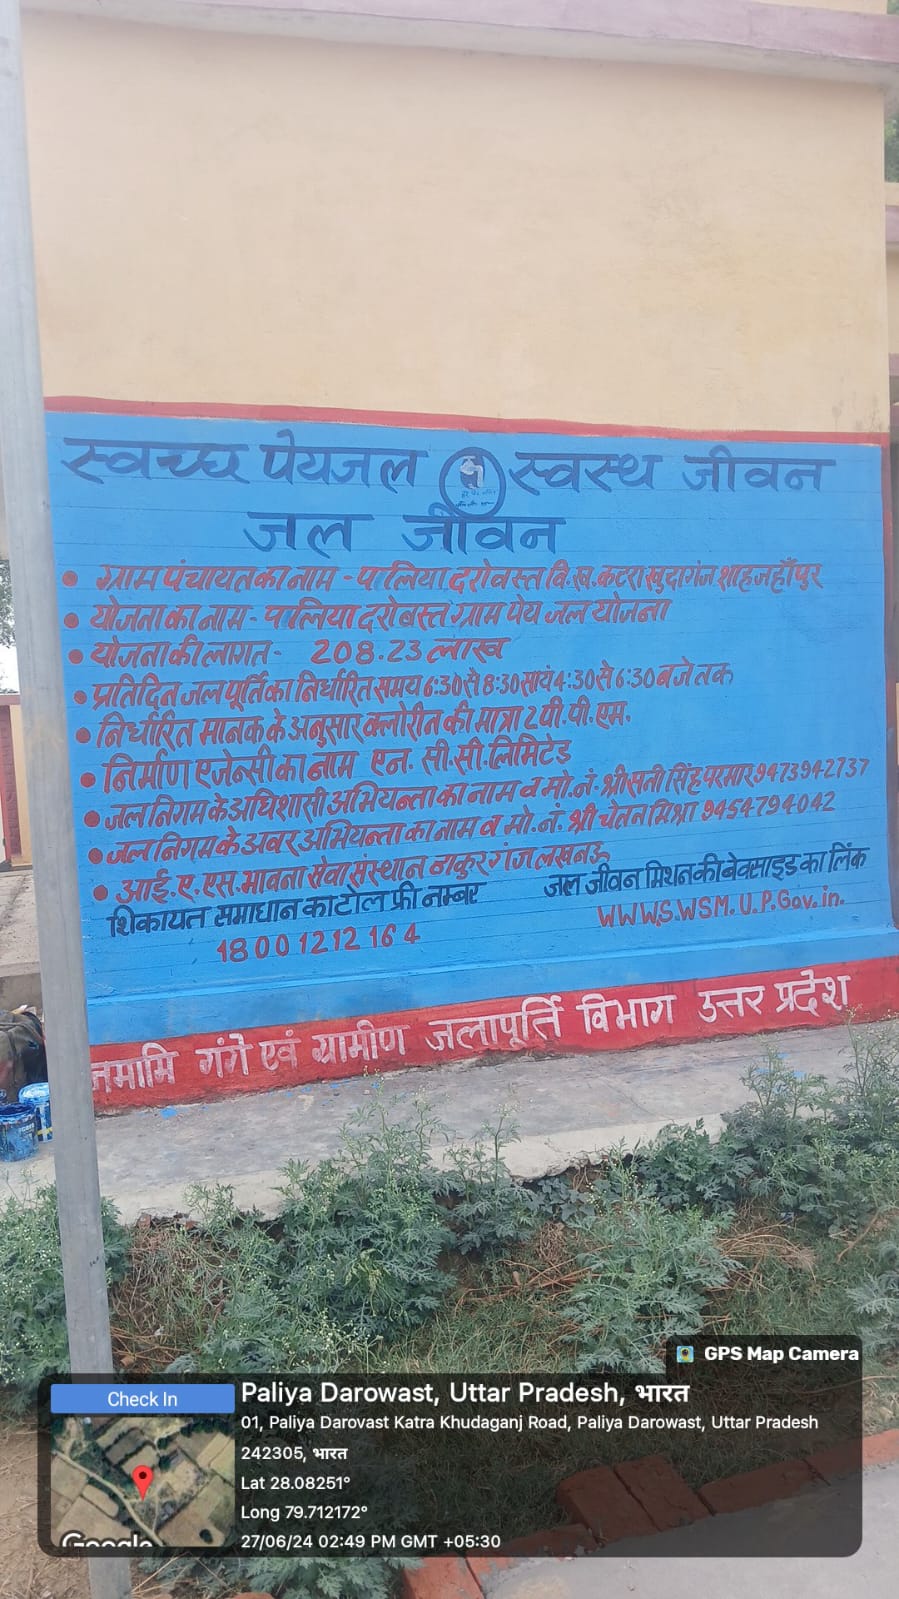 स्वच्छ पेयजल स्वस्थ जीवन
जल जीवन
• ग्राम पंचायत का नाम - पालिया दरोवस्त वि.ख. कटरा खुदागंज शाहजहाँपुर
• योजना का नाम - पालिया दरोबस्त ग्राम पेय जल योजना
• योजना की लागत - 208.23 लाख
• प्रतिदिन जल पूर्ति का निर्धारित समय 6:30 से 8:30 सायं 4:30 से 6:30 बजे तक
• निर्धारित मानक के अनुसार क्लोरीन की मात्रा 2 पी.पी.एम.
• निर्माण एजेन्सी का नाम एन. सी.सी. लिमिटेड
• जल निगम के अधिशासी अभियन्ता का नाम व मो.नं. श्री सनी सिंह परमार 9473942737
• जल निगम के अवर अभियन्ता का नाम व मो.नं. श्री चेतन मिश्रा 9454794042
• आई.ए.एस. भावना सेवा संस्थान ठाकुरगंज लखनऊ
शिकायत समाधान का टोल फ्री नम्बर
18001212164
जल जीवन मिशन की बेवसाइड का लिंक
WWW.SWSM.U.P.Gov.in.
नमामि गंगे एवं ग्रामीण जलापूर्ति विभाग उत्तर प्रदेश
GPS Map Camera
Check In
Paliya Darowast, Uttar Pradesh, भारत
01, Paliya Darovast Katra Khudaganj Road, Paliya Darowast, Uttar Pradesh
242305, भारत
Lat 28.08251°
Long 79.712172°
27/06/24 02:49 PM GMT +05:30
Google